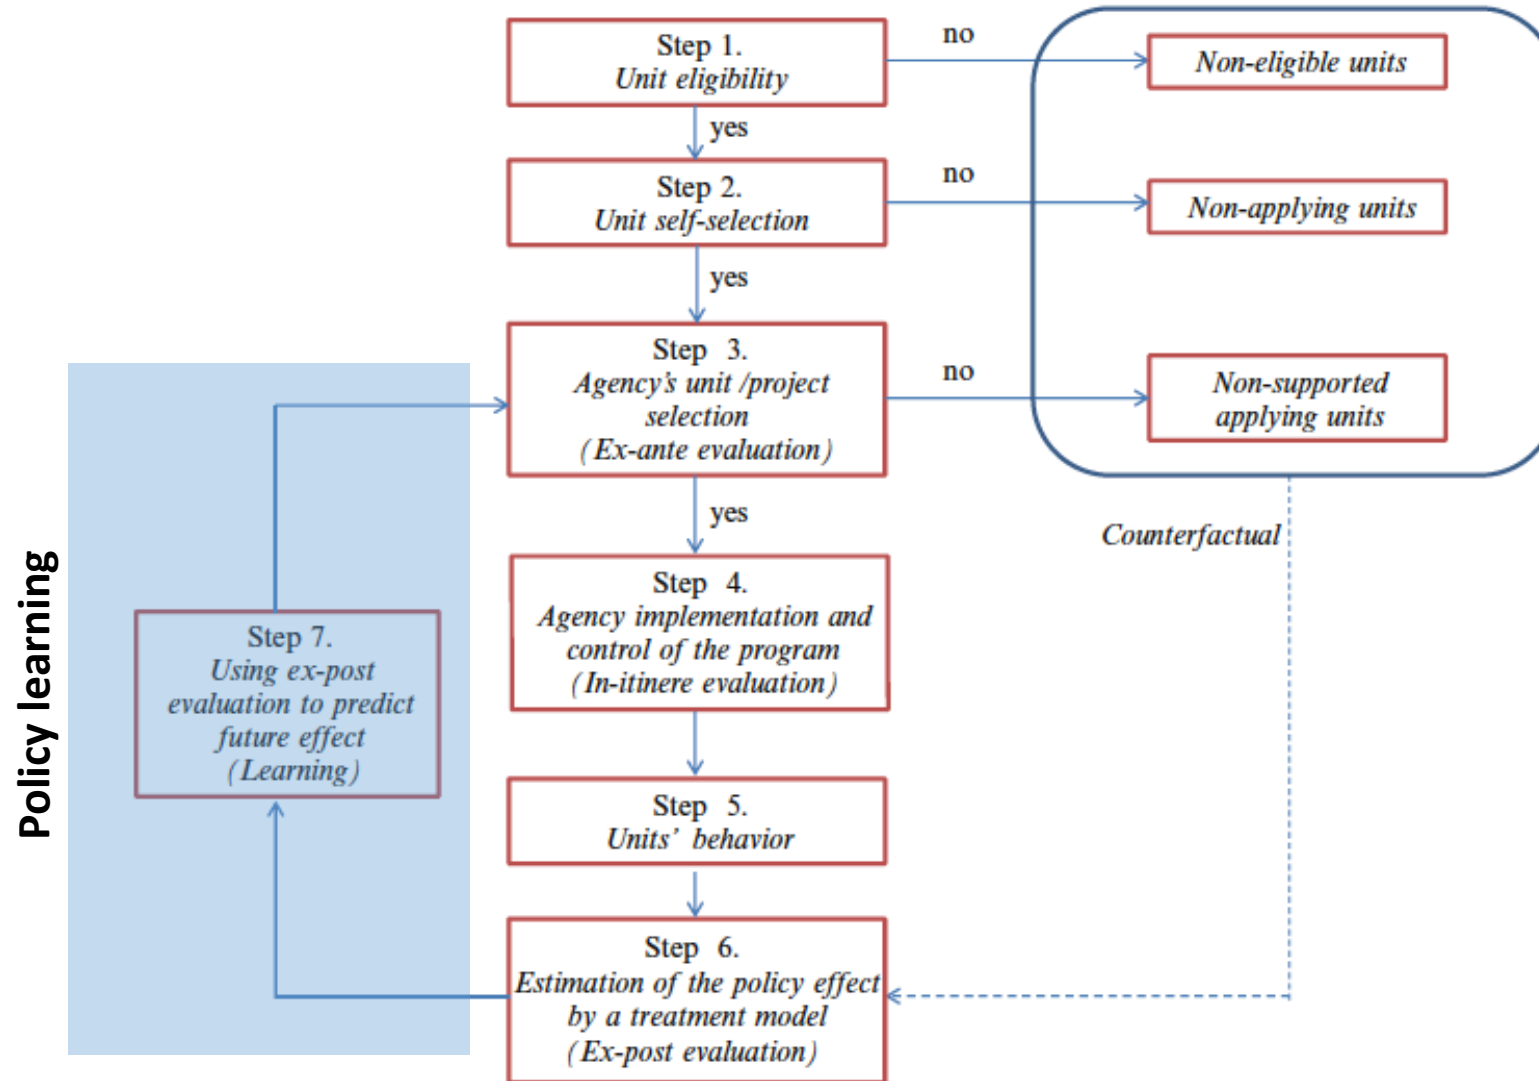 Step 1.
Unit eligibility
no
Non-eligible units
yes
Step 2.
Unit self-selection
no
Non-applying units
yes
Step 3.
Agency's unit /project
selection
(Ex-ante evaluation)
no
Non-supported
applying units
yes
Counterfactual
Step 4.
Agency implementation and
control of the program
(In-itinere evaluation)
Policy learning
Step 7.
Using ex-post
evaluation to predict
future effect
(Learning)
Step 5.
Units' behavior
Step 6.
Estimation of the policy effect
by a treatment model
(Ex-post evaluation)